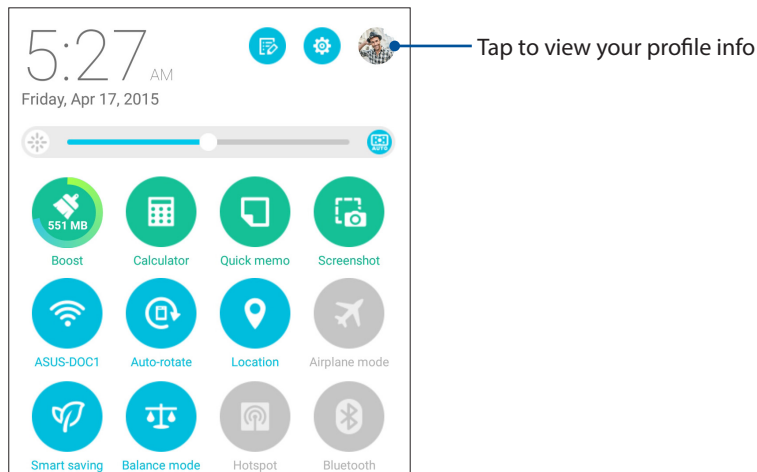 5:27 AM
Tap to view your profile info
Friday, Apr 17, 2015
AUTO
551 MB
Boost Calculator Quick memo Screenshot
ASUS-DOC1 Auto-rotate Location Airplane mode
Smart saving Balance mode Hotspot Bluetooth